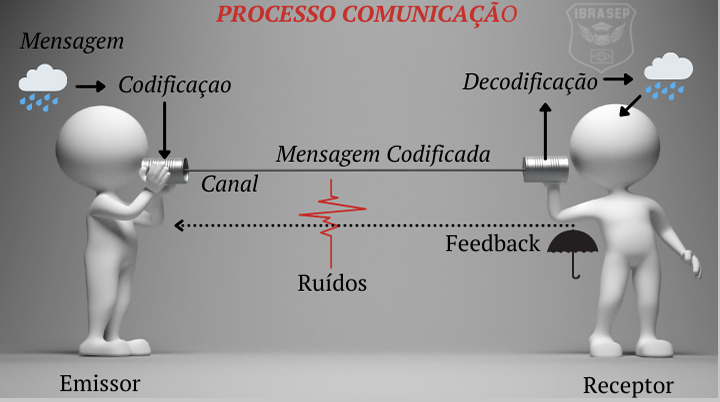 PROCESSO COMUNICAÇÃO
IBRASEP
Mensagem
Codificaçao
Decodificação
Mensagem Codificada
Canal
Feedback
Ruídos
Emissor
Receptor